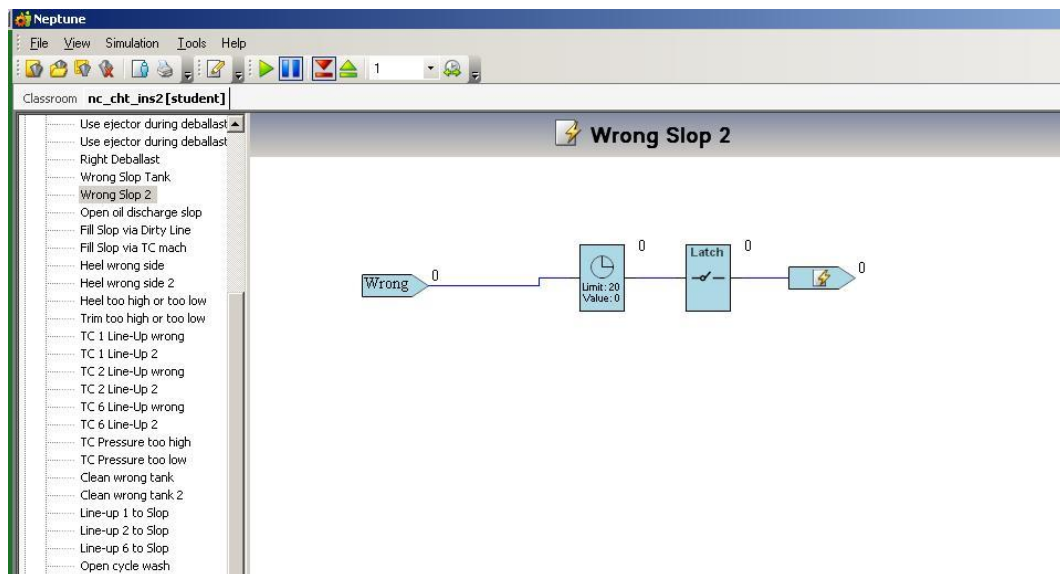 Neptune
File View Simulation Tools Help
1
Classroom nc_cht_ins2 [student]
Use ejector during deballast
Use ejector during deballast
Right Deballast
Wrong Slop Tank
Wrong Slop 2
Open oil discharge slop
Fill Slop via Dirty Line
Fill Slop via TC mach
Heel wrong side
Heel wrong side 2
Heel too high or too low
Trim too high or too low
TC 1 Line-Up wrong
TC 1 Line-Up 2
TC 2 Line-Up wrong
TC 2 Line-Up 2
TC 6 Line-Up wrong
TC 6 Line-Up 2
TC Pressure too high
TC Pressure too low
Clean wrong tank
Clean wrong tank 2
Line-up 1 to Slop
Line-up 2 to Slop
Line-up 6 to Slop
Open cycle wash
Wrong Slop 2
Wrong 0
Limit: 20
Value: 0
0
Latch 0
0